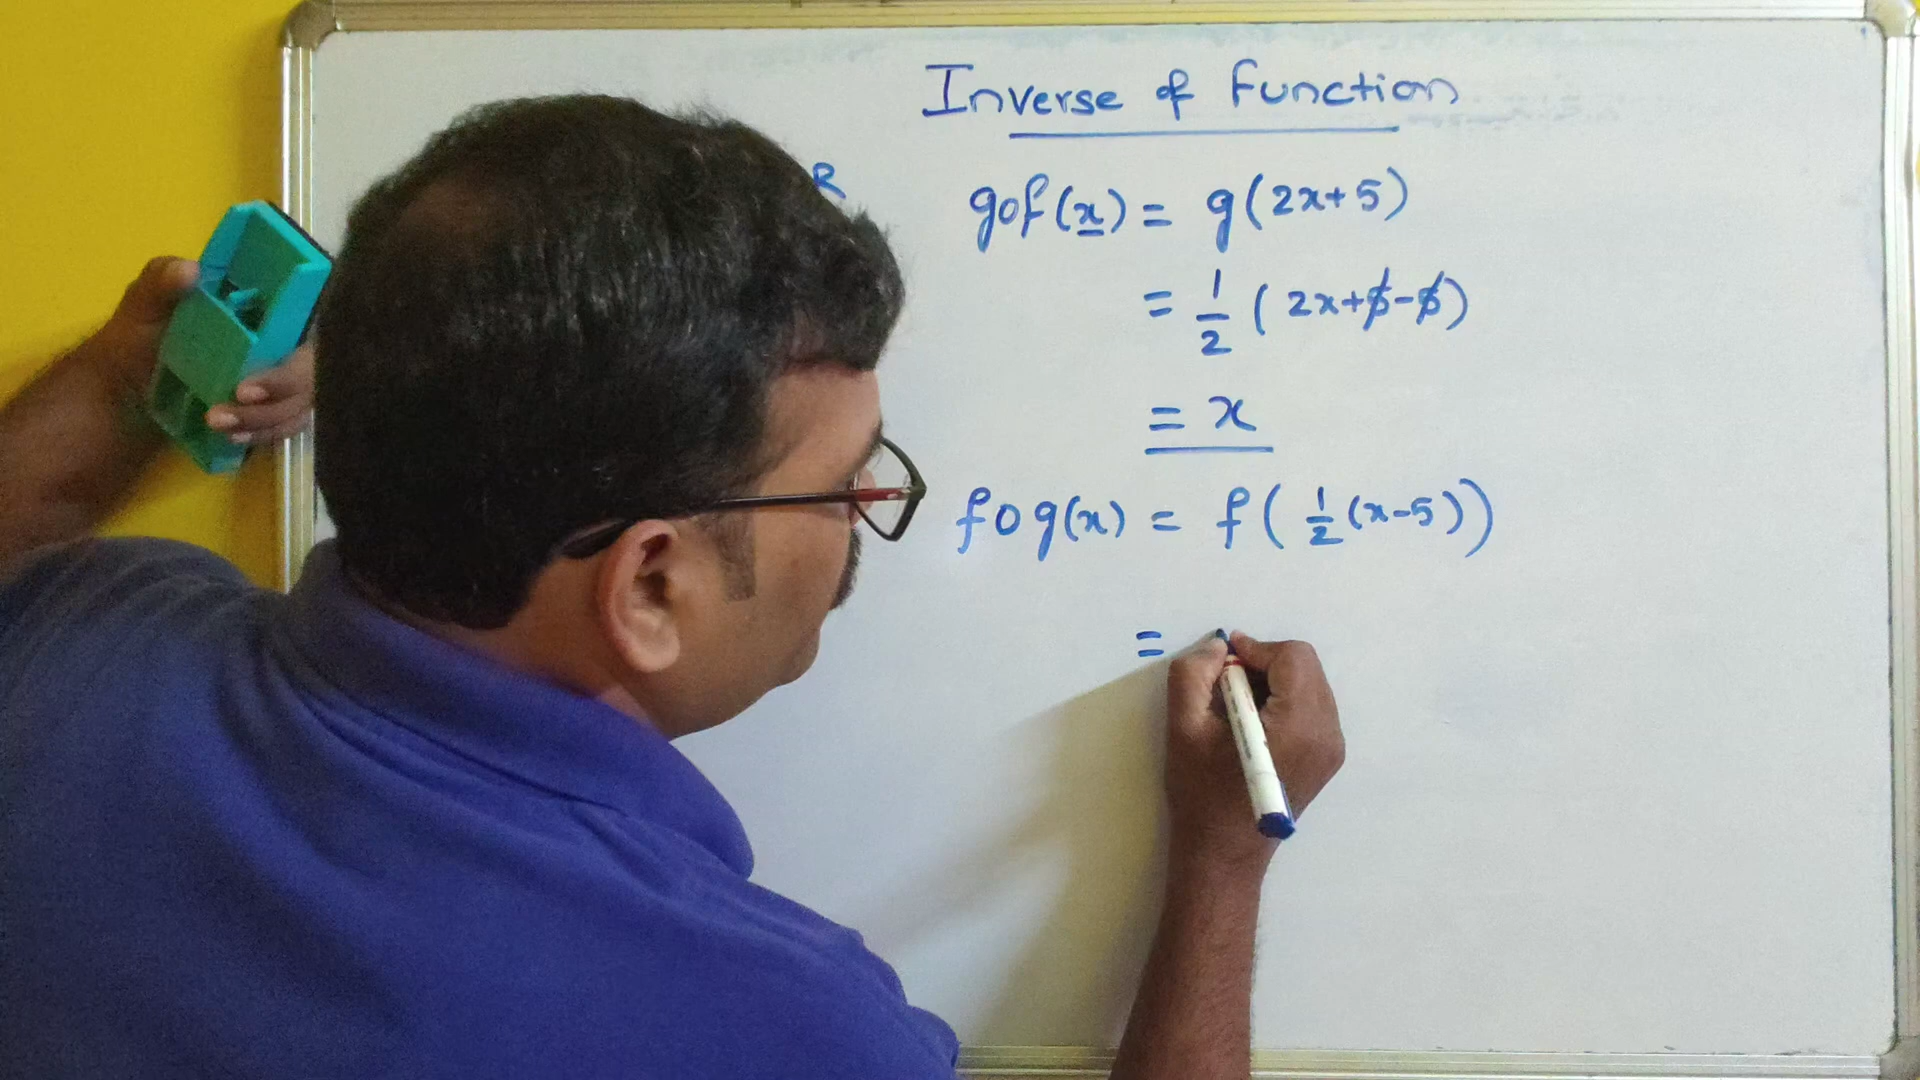 Inverse of Function
R
gof(x) = g(2x+5)
= 1/2 (2x+5-5)
= x
fog(x) = f(1/2(x-5))
=